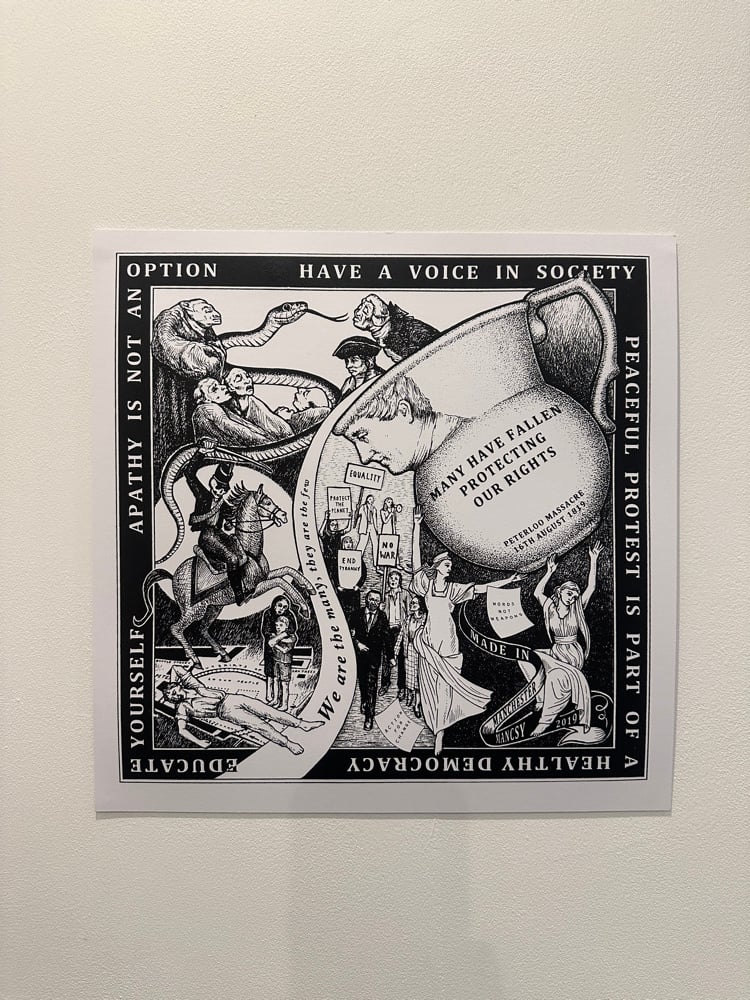 HAVE A VOICE IN SOCIETY
PEACEFUL PROTEST IS PART OF A
HEALTHY DEMOCRACY
EDUCATE
YOURSELF
APATHY IS NOT AN
OPTION
MANY HAVE FALLEN
PROTECTING
OUR RIGHTS
PETERLOO MASSACRE
16TH AUGUST 1819
We are the many, they are the few
EQUALITY
PROTECT
THE
PLANET
NO
WAR
END
TYRANNY
WORDS
NOT
WEAPONS
MADE IN
MANCHESTER
NANCSY
2019